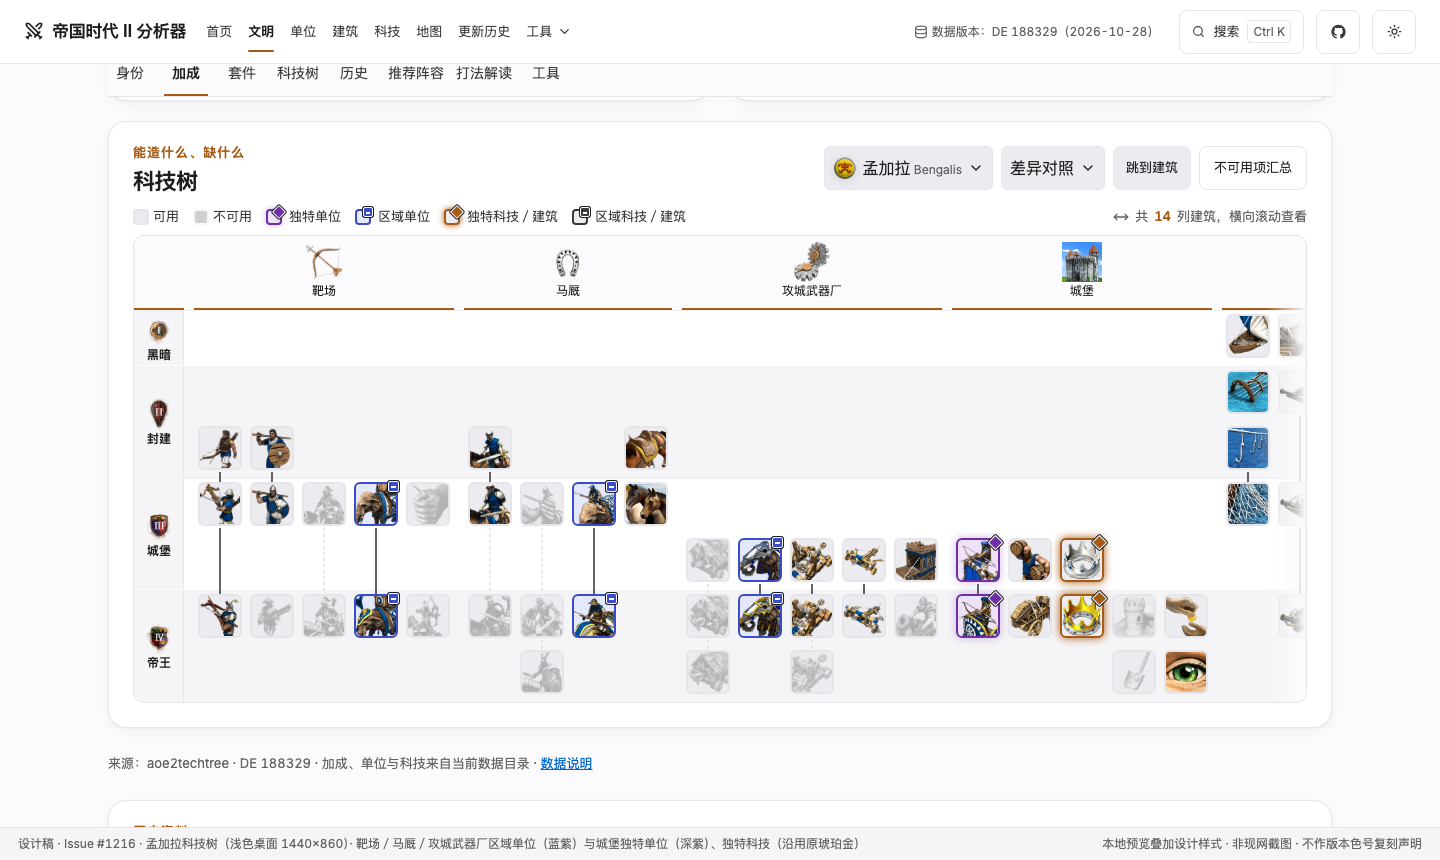 帝国时代 II 分析器 首页 文明 单位 建筑 科技 地图 更新历史 工具 数据版本：DE 188329（2026-10-28） 搜索 Ctrl K
身份 加成 套件 科技树 历史 推荐阵容 打法解读 工具
能造什么、缺什么
科技树
孟加拉 Bengalis 差异对照 跳到建筑 不可用项汇总
可用 不可用 独特单位 区域单位 独特科技 / 建筑 区域科技 / 建筑 共 14 列建筑，横向滚动查看
靶场 马厩 攻城武器厂 城堡
黑暗
封建
城堡
帝王
来源：aoe2techtree · DE 188329 · 加成、单位与科技来自当前数据目录 · 数据说明
设计稿 · Issue #1216 · 孟加拉科技树（浅色桌面 1440×860）· 靶场 / 马厩 / 攻城武器厂区域单位（蓝紫）与城堡独特单位（深紫）、独特科技（沿用原琥珀金） 本地预览叠加设计样式 · 非现网截图 · 不作版本色号复刻声明